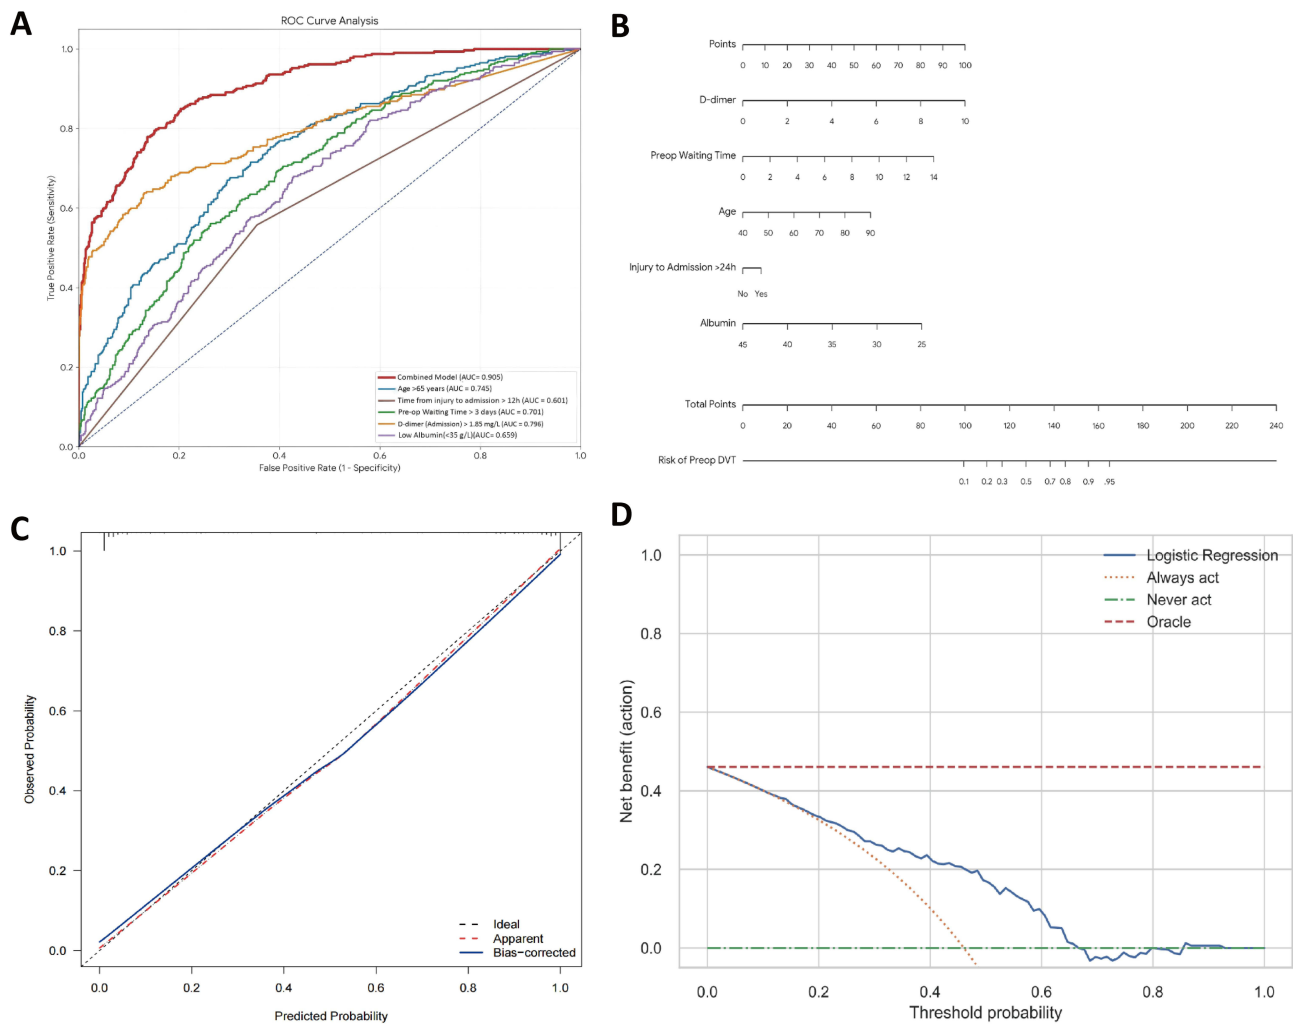 A
ROC Curve Analysis
True Positive Rate (Sensitivity)
1.0
0.8
0.6
0.4
0.2
0.0
0.0 0.2 0.4 0.6 0.8 1.0
False Positive Rate (1 - Specificity)
Combined Model (AUC= 0.905)
Age >65 years (AUC = 0.745)
Time from injury to admission > 12h (AUC = 0.601)
Pre-op Waiting Time > 3 days (AUC = 0.701)
D-dimer (Admission) > 1.85 mg/L (AUC = 0.796)
Low Albumin(<35 g/L)(AUC= 0.659)
B
Points
0 10 20 30 40 50 60 70 80 90 100
D-dimer
0 2 4 6 8 10
Preop Waiting Time
0 2 4 6 8 10 12 14
Age
40 50 60 70 80 90
Injury to Admission >24h
No Yes
Albumin
45 40 35 30 25
Total Points
0 20 40 60 80 100 120 140 160 180 200 220 240
Risk of Preop DVT
0.1 0.2 0.3 0.5 0.7 0.8 0.9 .95
C
Observed Probability
1.0
0.8
0.6
0.4
0.2
0.0
Ideal
Apparent
Bias-corrected
0.0 0.2 0.4 0.6 0.8 1.0
Predicted Probability
D
Net benefit (action)
1.0
0.8
0.6
0.4
0.2
0.0
Logistic Regression
Always act
Never act
Oracle
0.0 0.2 0.4 0.6 0.8 1.0
Threshold probability